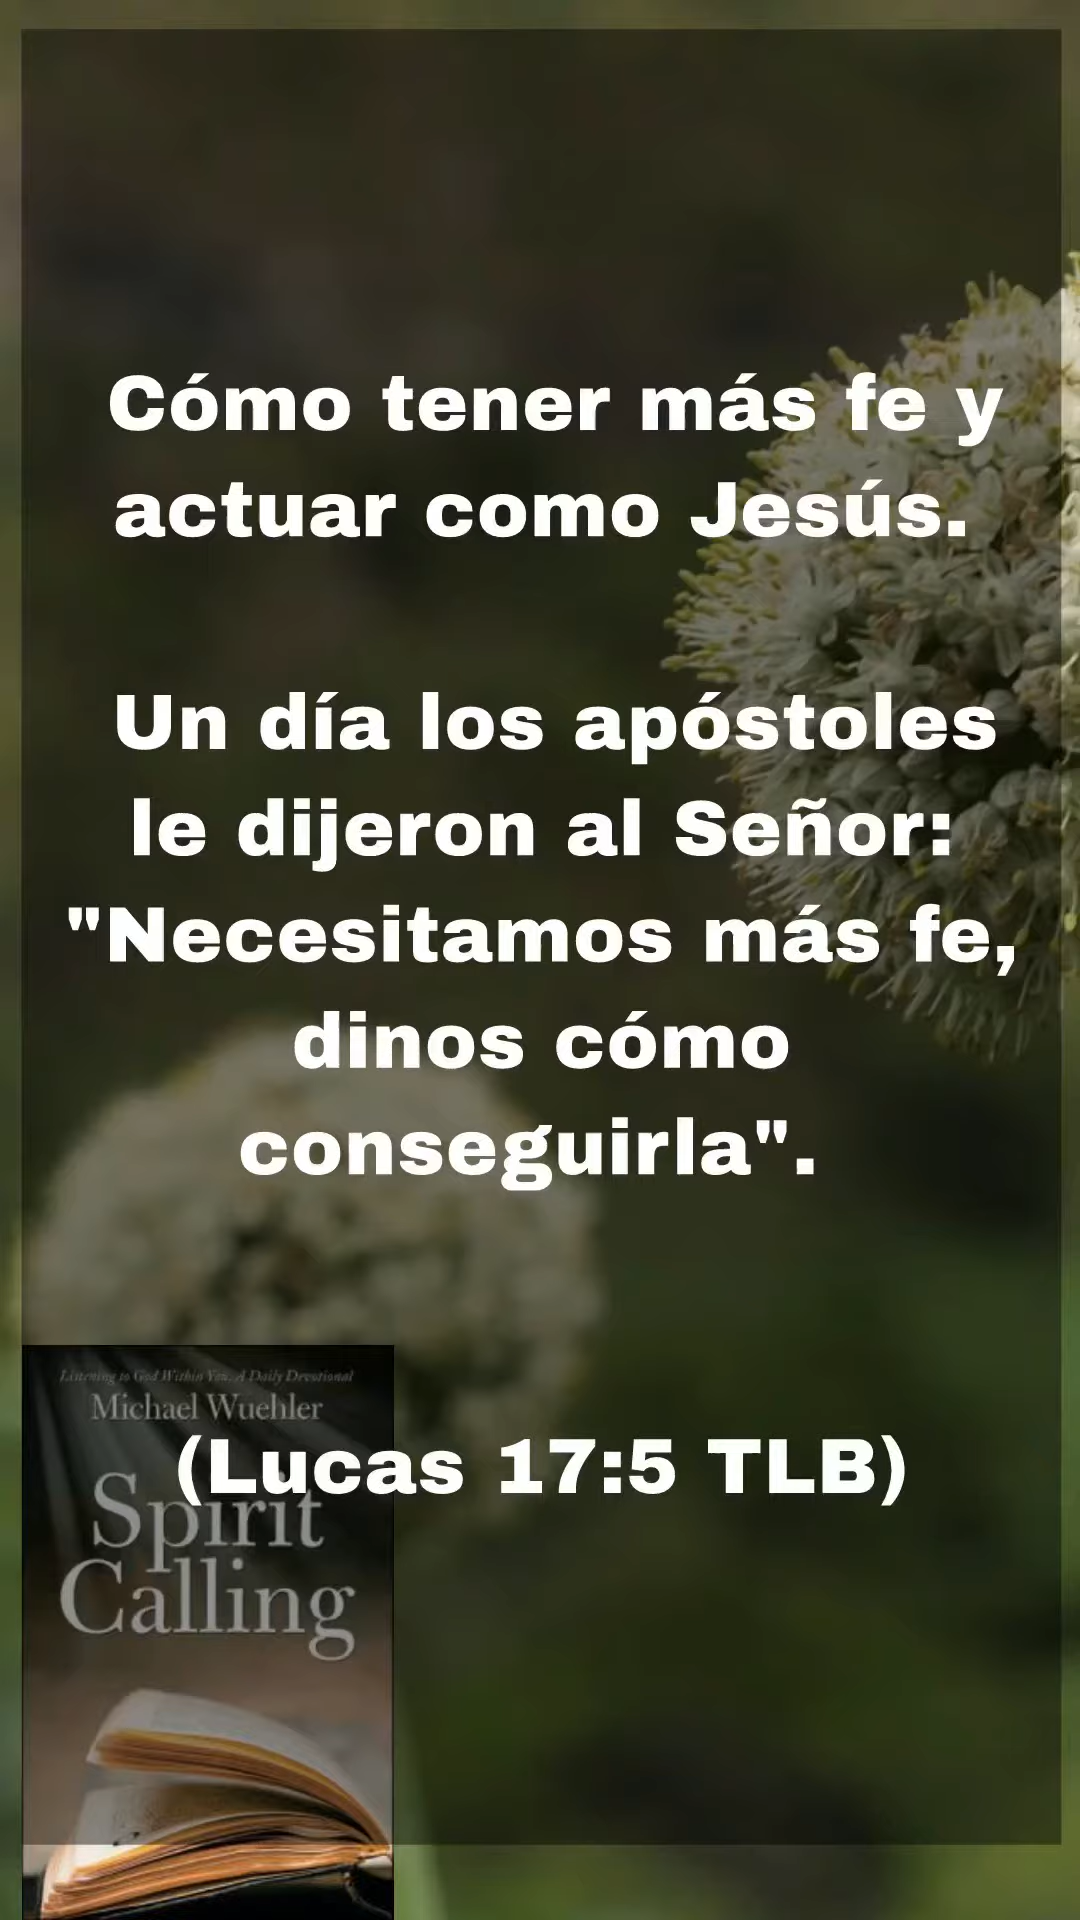 Cómo tener más fe y
actuar como Jesús.
Un día los apóstoles
le dijeron al Señor:
"Necesitamos más fe,
dinos cómo
conseguirla".
(Lucas 17:5 TLB)
Listening to God Within You, A Daily Devotional
Michael Wuehler
Spirit
Calling